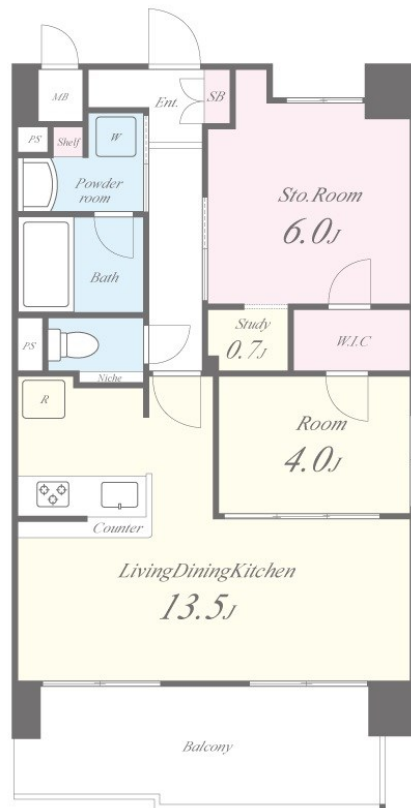 MB
Ent.
SB
PS
Shelf
W
Powder
room
Sto.Room
6.0J
Bath
Study
0.7J
W.I.C
PS
Niche
R
Room
4.0J
Counter
LivingDiningKitchen
13.5J
Balcony